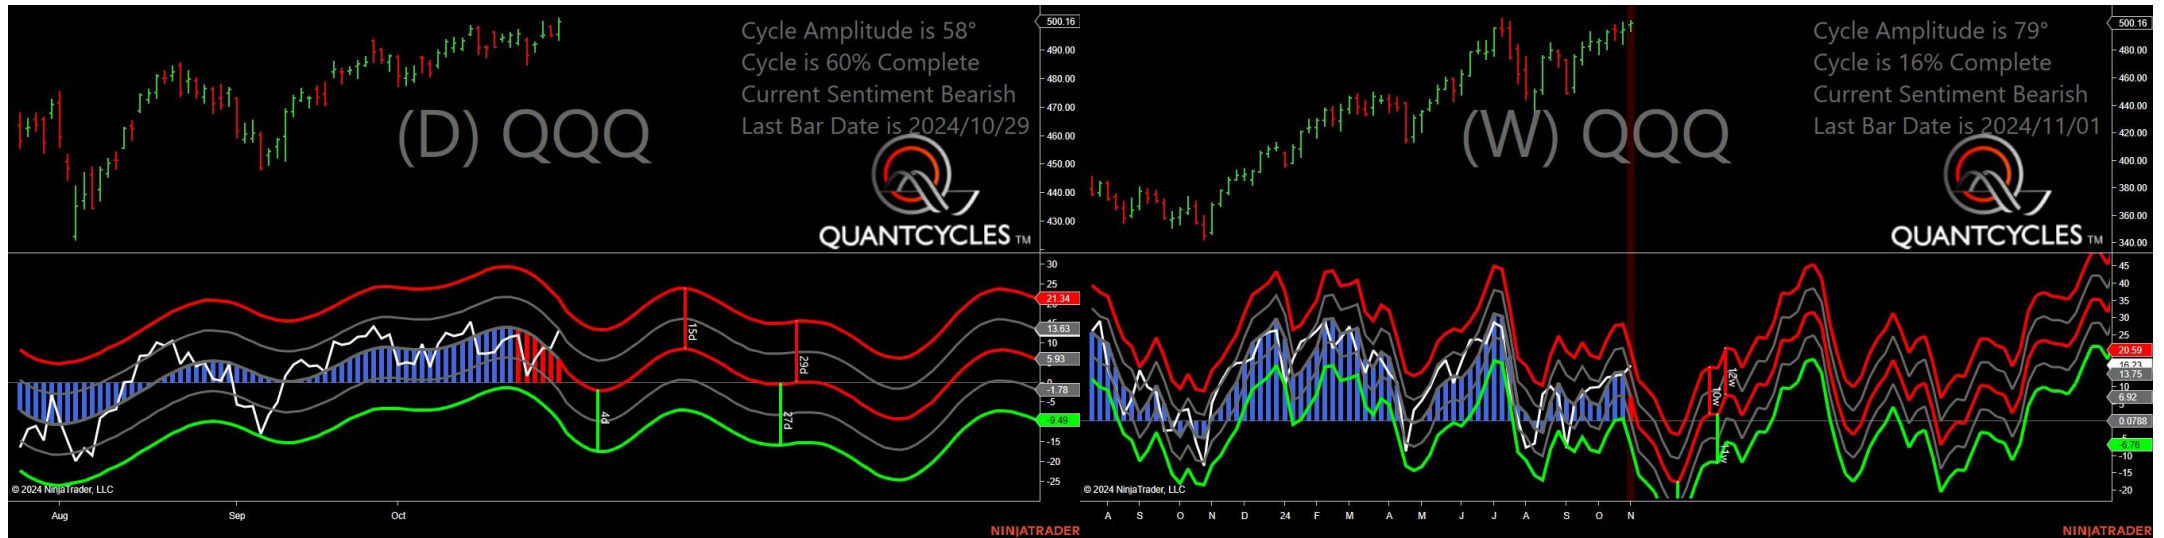 Cycle Amplitude is 58°
Cycle is 60% Complete
Current Sentiment Bearish
Last Bar Date is 2024/10/29
(D) QQQ
QUANTCYCLES TM
500.16
490.00
480.00
470.00
460.00
450.00
440.00
430.00
30
25
21.34
13.63
10
5.93
-1.78
-5
-9.49
-15
-20
-25
4d
15d
27d
29d
© 2024 NinjaTrader, LLC
Aug Sep Oct
NINJATRADER
Cycle Amplitude is 79°
Cycle is 16% Complete
Current Sentiment Bearish
Last Bar Date is 2024/11/01
(W) QQQ
QUANTCYCLES TM
500.16
480.00
460.00
440.00
420.00
400.00
380.00
360.00
340.00
45
40
35
30
25
20.59
16.23
13.75
10
6.92
0.0788
-6.76
-10
-15
-20
10w
12w
© 2024 NinjaTrader, LLC
A S O N D 24 F M A M J J A S O N
NINJATRADER